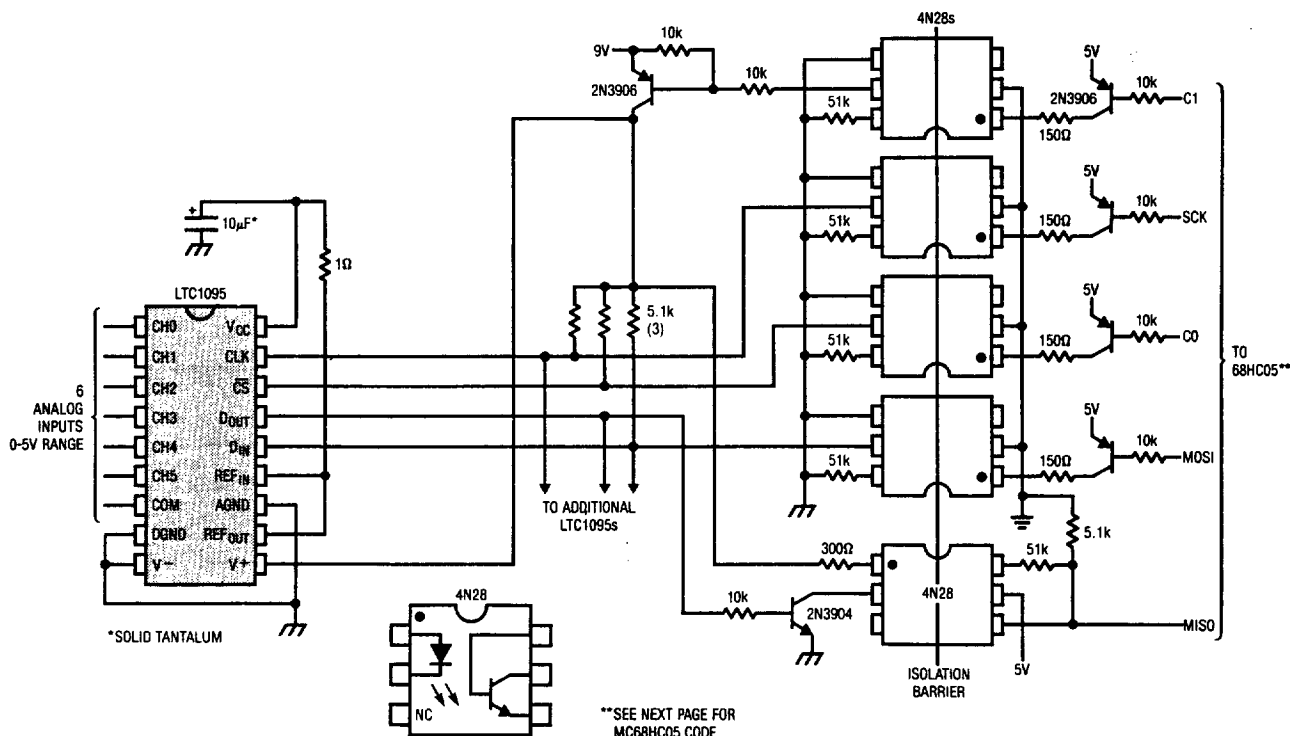 4N28s
9V
10k
2N3906
10k
51k
150Ω
5V
2N3906
10k
C1
51k
150Ω
5V
10k
SCK
51k
150Ω
5V
10k
C0
51k
150Ω
5V
10k
MOSI
TO
68HC05**
+
10µF*
1Ω
5.1k
(3)
LTC1095
CH0
CH1
CH2
CH3
CH4
CH5
COM
DGND
V−
VCC
CLK
CS
DOUT
DIN
REFIN
AGND
REFOUT
V+
6
ANALOG
INPUTS
0-5V RANGE
TO ADDITIONAL
LTC1095s
300Ω
10k
2N3904
4N28
51k
5.1k
5V
MISO
ISOLATION
BARRIER
*SOLID TANTALUM
4N28
NC
**SEE NEXT PAGE FOR
MC68HC05 CODE